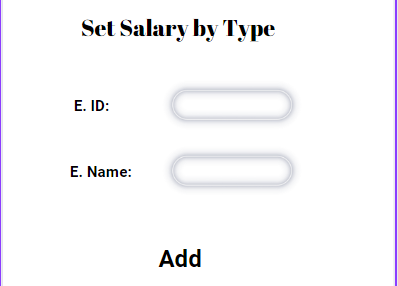 Set Salary by Type
E. ID:
E. Name:
Add